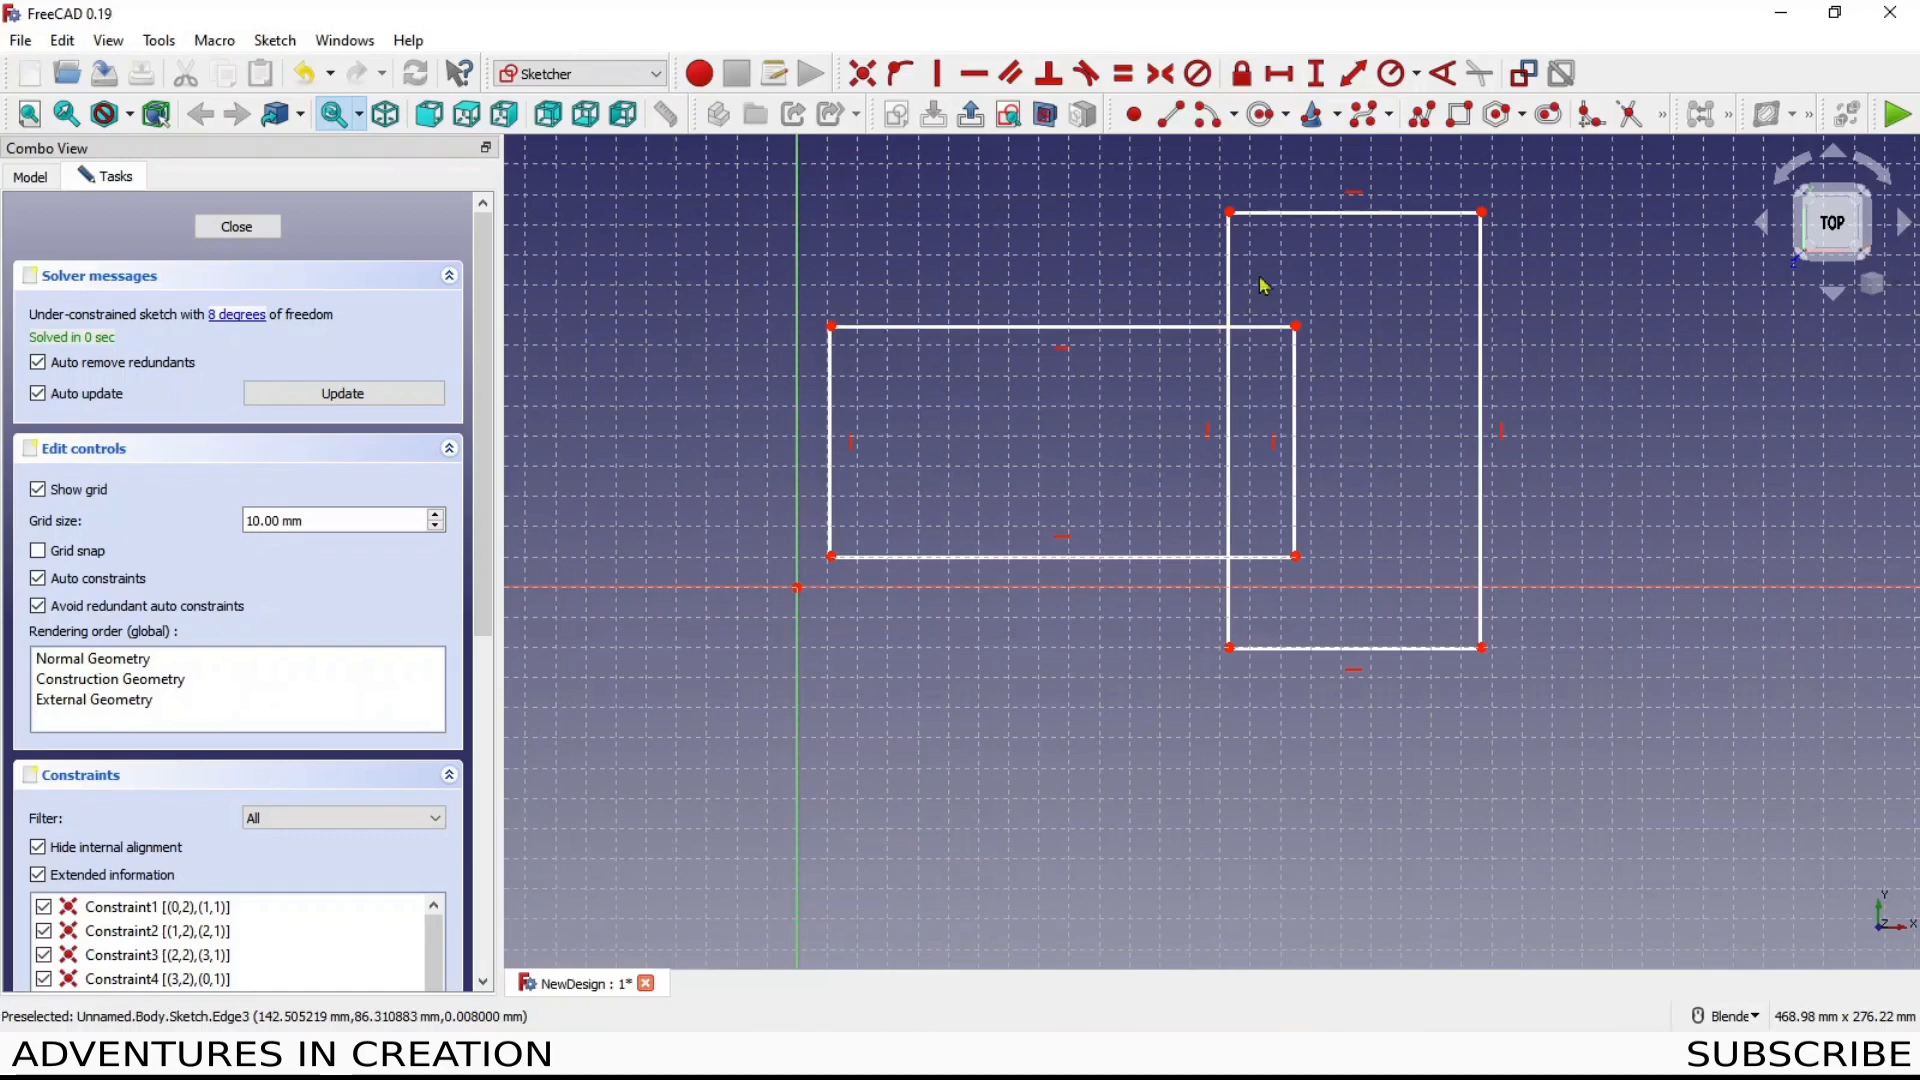 FreeCAD 0.19
File Edit View Tools Macro Sketch Windows Help
Sketcher
Combo View
Model Tasks
Close
Solver messages
Under-constrained sketch with 8 degrees of freedom
Solved in 0 sec
Auto remove redundants
Auto update Update
Edit controls
Show grid
Grid size: 10.00 mm
Grid snap
Auto constraints
Avoid redundant auto constraints
Rendering order (global) :
Normal Geometry
Construction Geometry
External Geometry
Constraints
Filter: All
Hide internal alignment
Extended information
Constraint1 [(0,2),(1,1)]
Constraint2 [(1,2),(2,1)]
Constraint3 [(2,2),(3,1)]
Constraint4 [(3,2),(0,1)]
TOP
Y
Z X
NewDesign : 1*
Preselected: Unnamed.Body.Sketch.Edge3 (142.505219 mm,86.310883 mm,0.008000 mm)
Blende 468.98 mm x 276.22 mm
ADVENTURES IN CREATION SUBSCRIBE